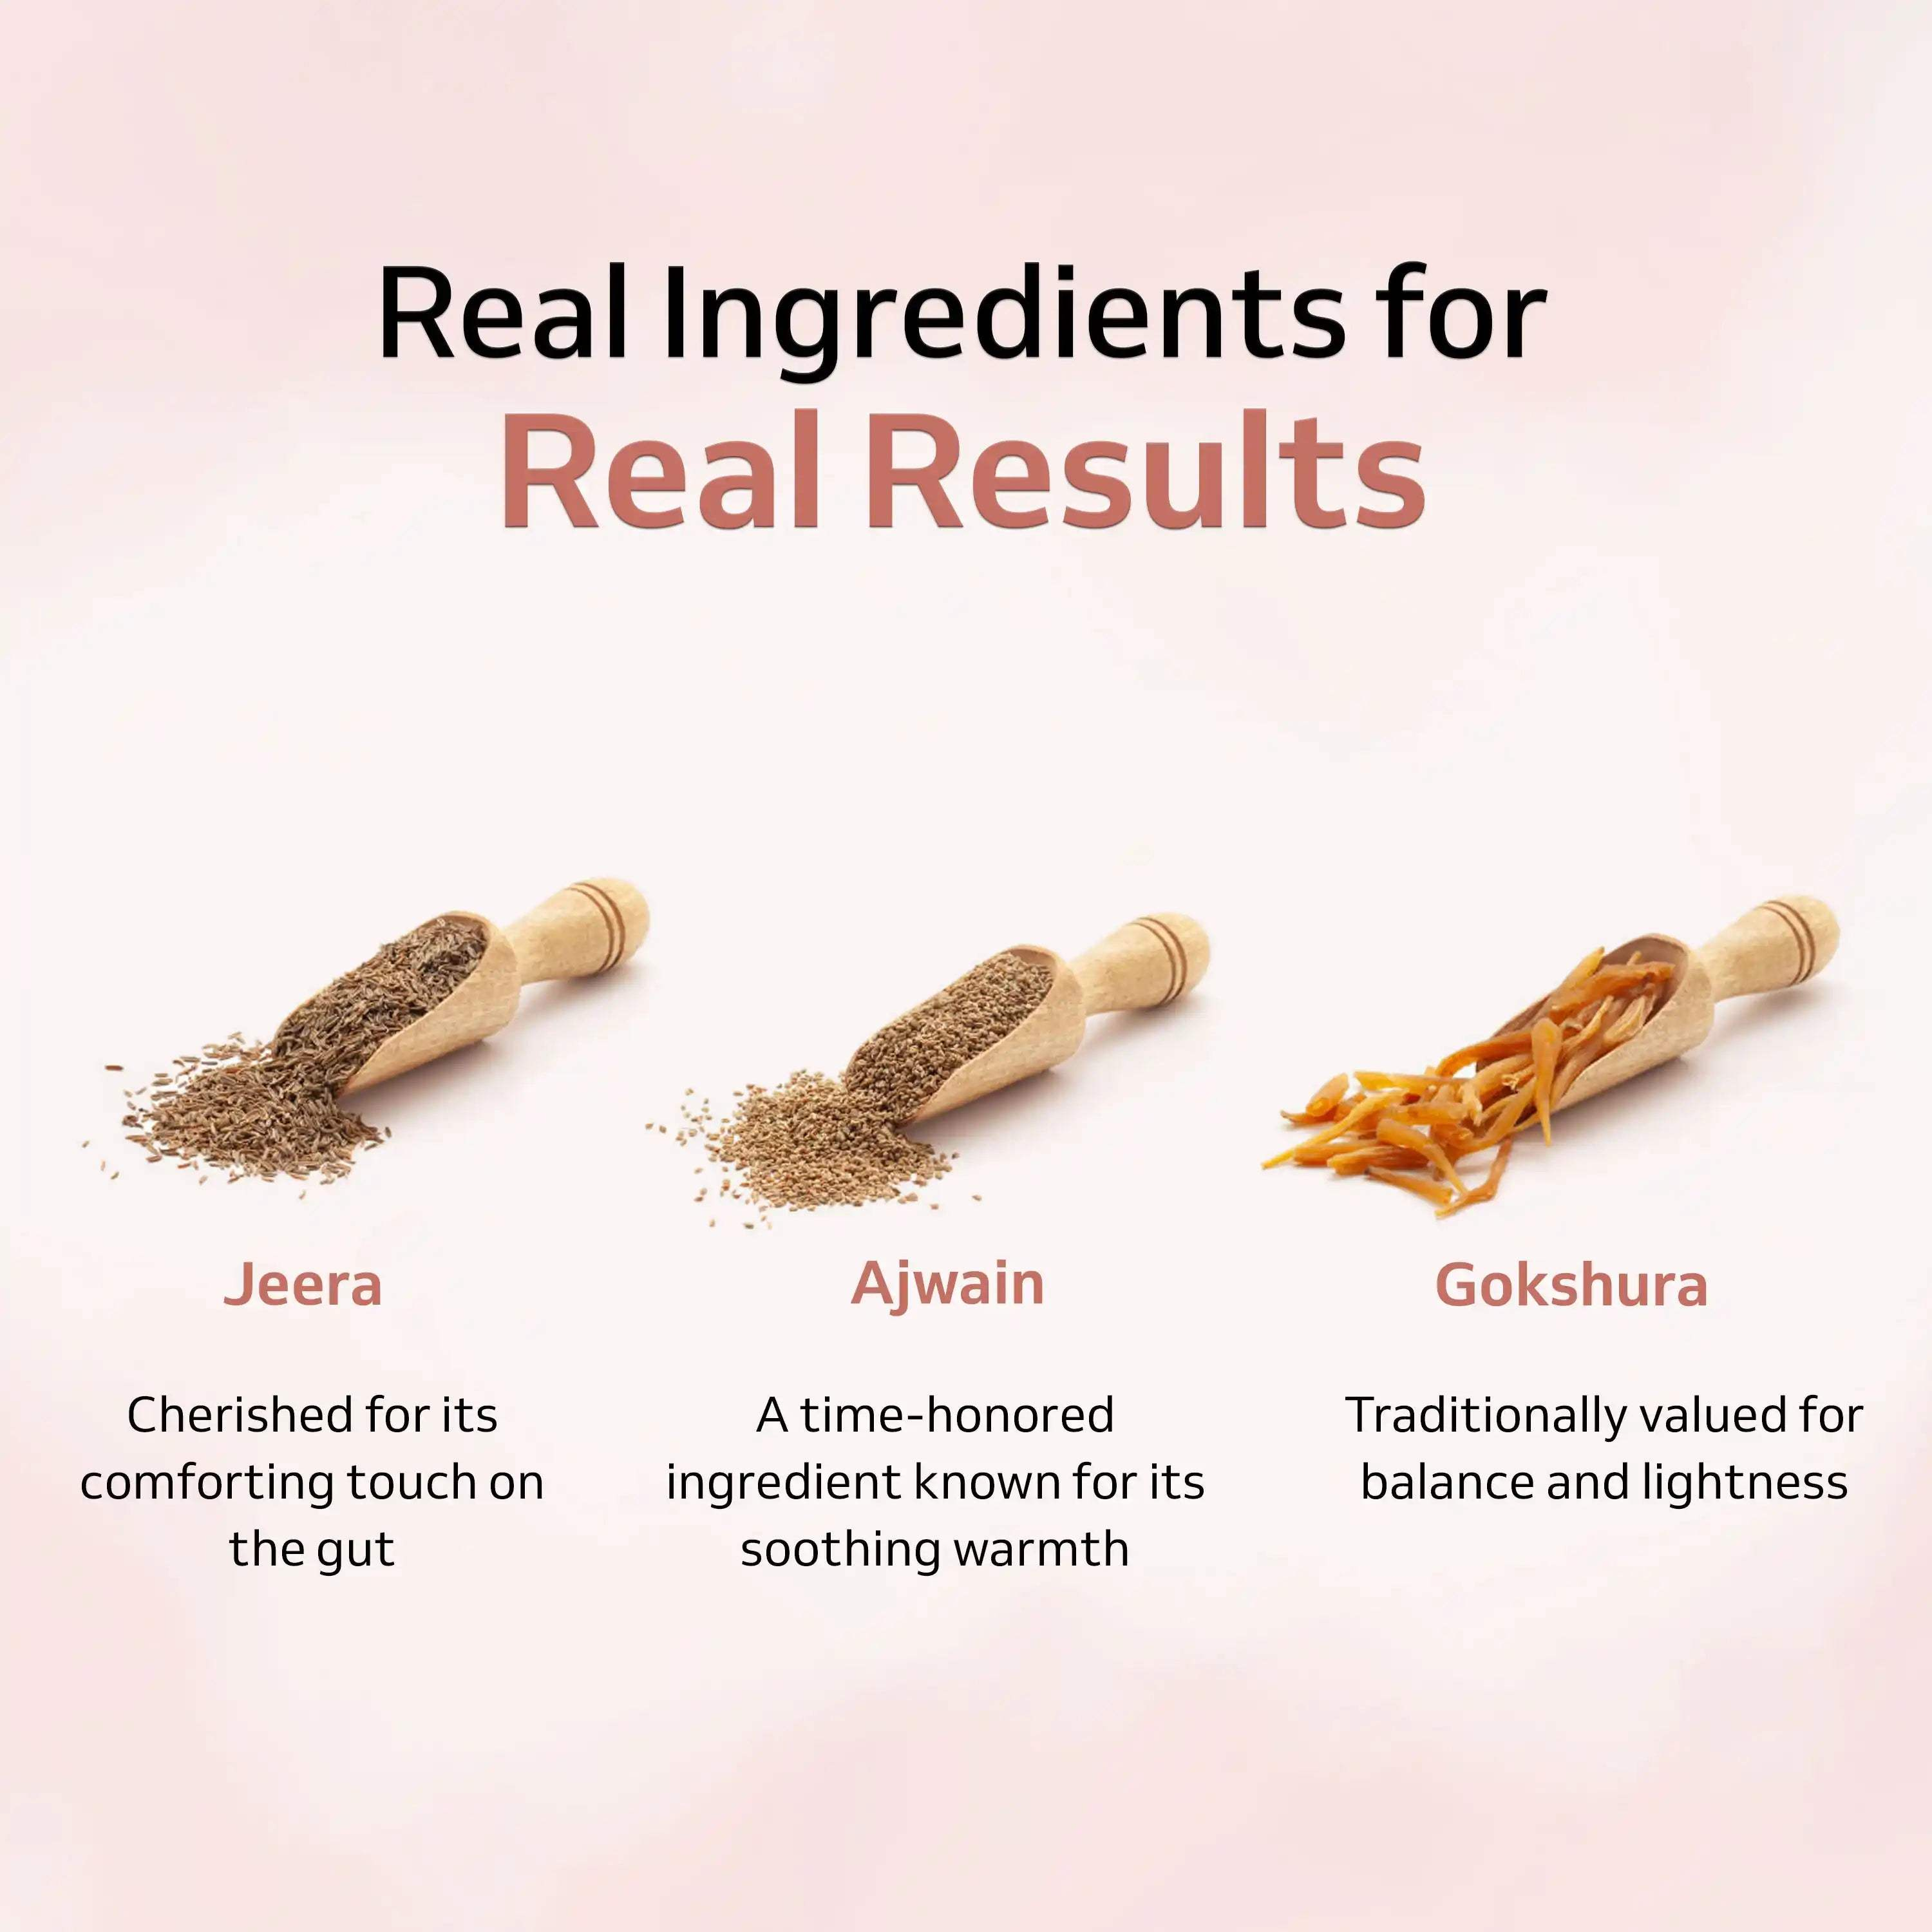 Real Ingredients for
Real Results
Jeera
Cherished for its
comforting touch on
the gut
Ajwain
A time-honored
ingredient known for its
soothing warmth
Gokshura
Traditionally valued for
balance and lightness